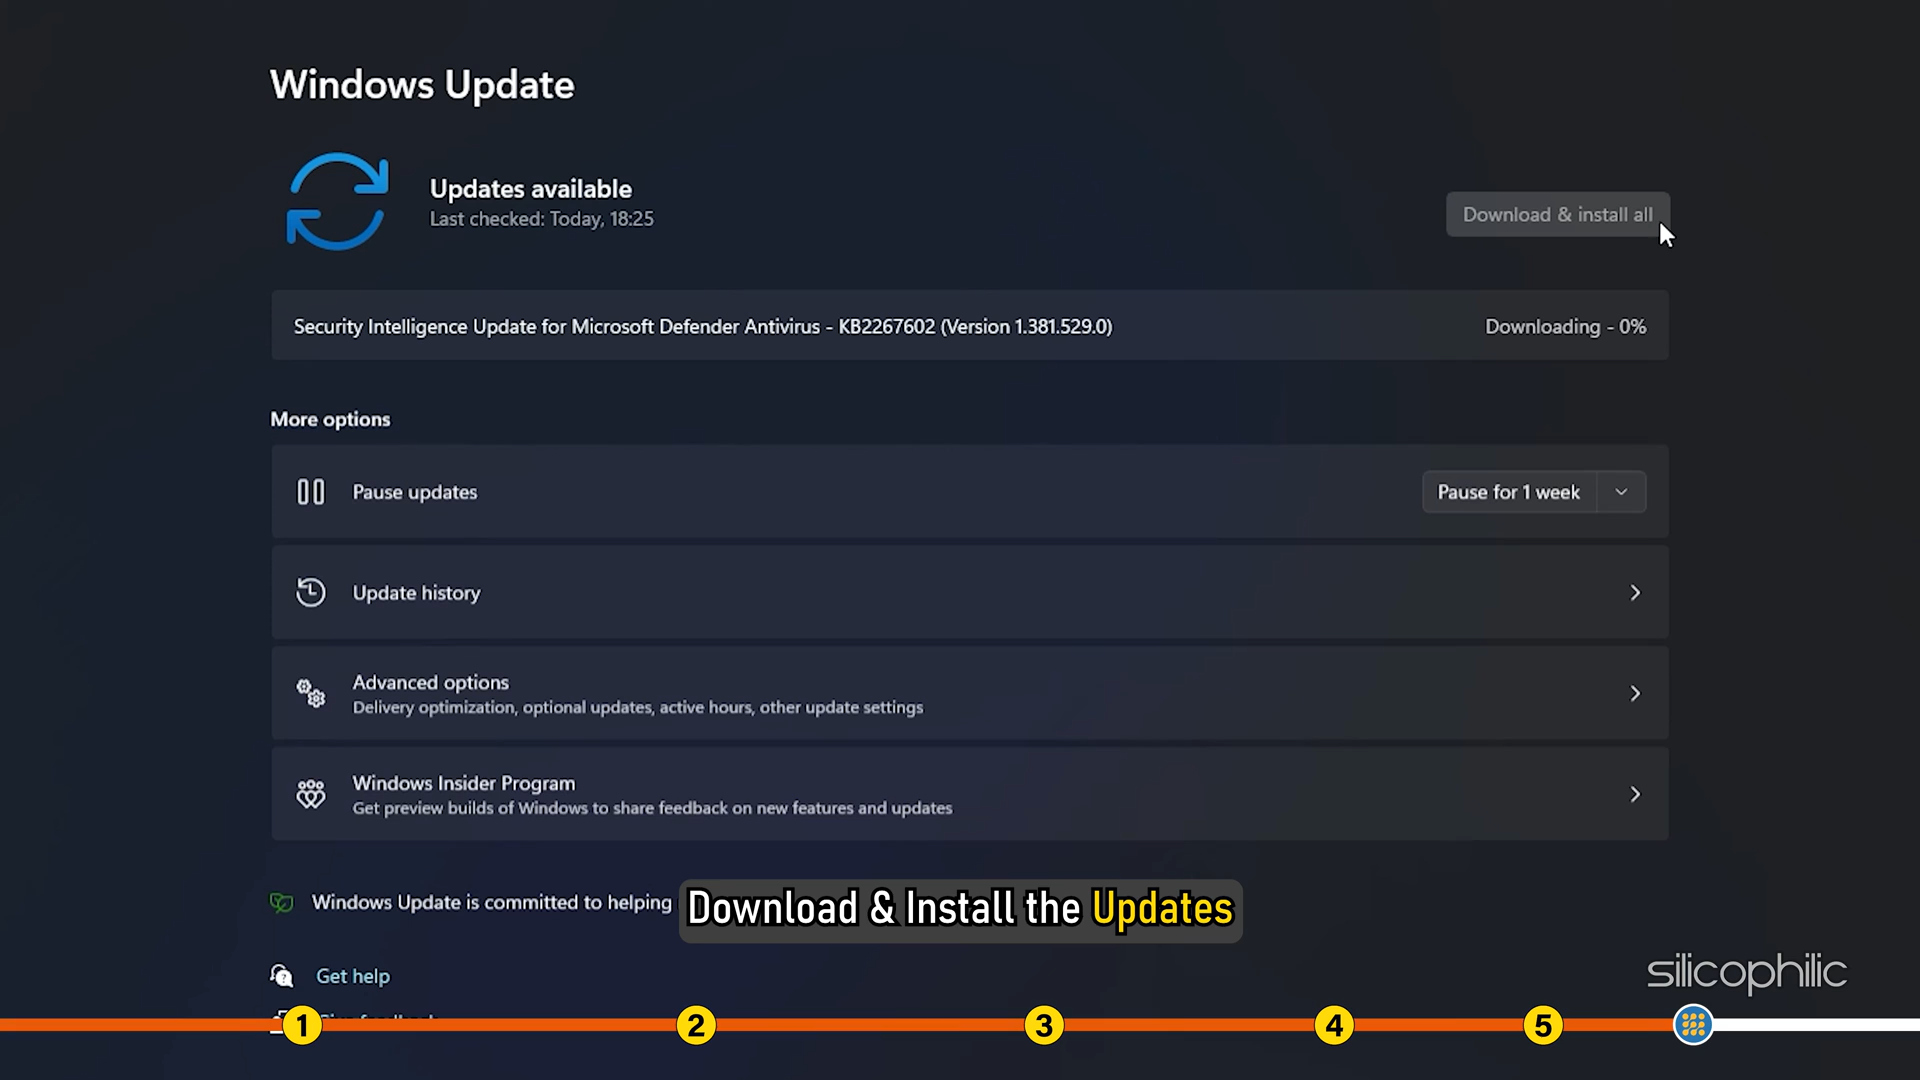 Windows Update
Updates available
Last checked: Today, 18:25
Download & install all
Security Intelligence Update for Microsoft Defender Antivirus - KB2267602 (Version 1.381.529.0)
Downloading - 0%
More options
Pause updates
Pause for 1 week
Update history
Advanced options
Delivery optimization, optional updates, active hours, other update settings
Windows Insider Program
Get preview builds of Windows to share feedback on new features and updates
Windows Update is committed to helping
Download & Install the Updates
Get help
silicophilic
1 2 3 4 5